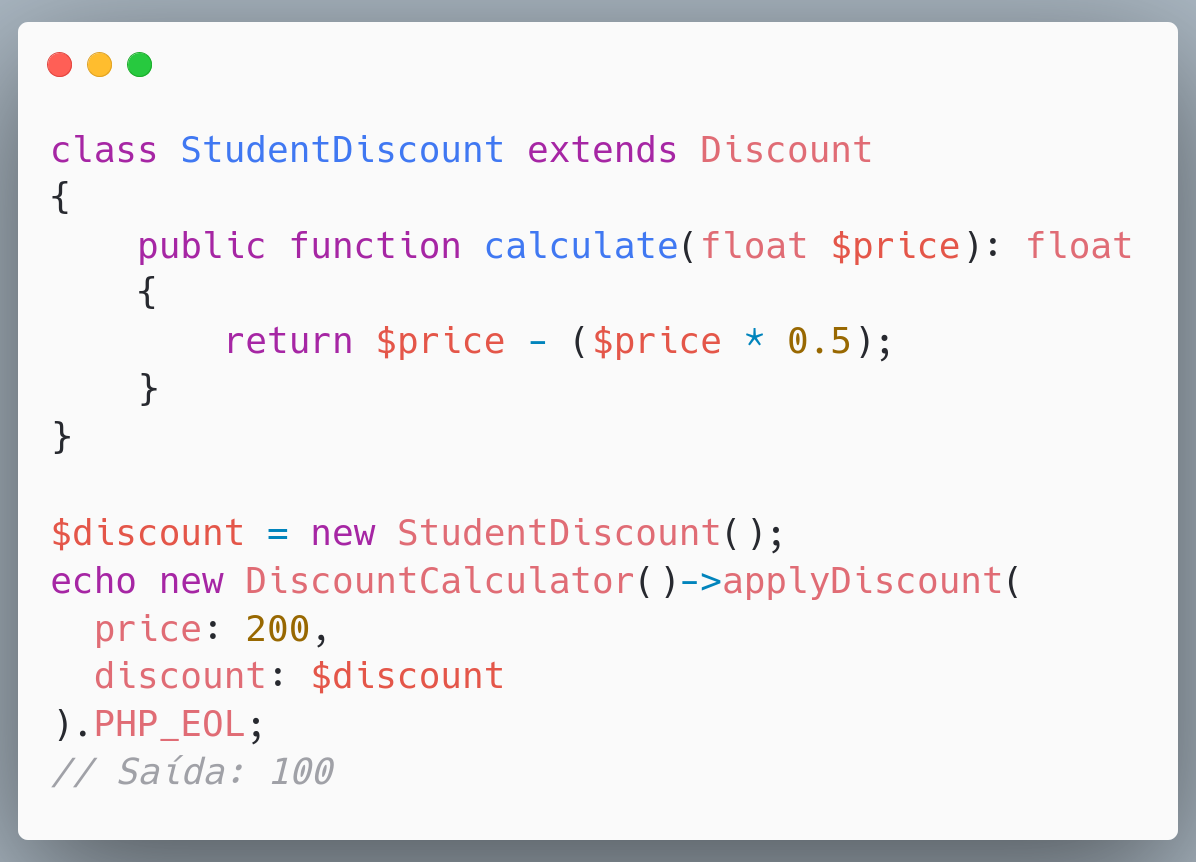 class StudentDiscount extends Discount
{
    public function calculate(float $price): float
    {
        return $price - ($price * 0.5);
    }
}

$discount = new StudentDiscount();
echo new DiscountCalculator()->applyDiscount(
  price: 200,
  discount: $discount
).PHP_EOL;
// Saída: 100